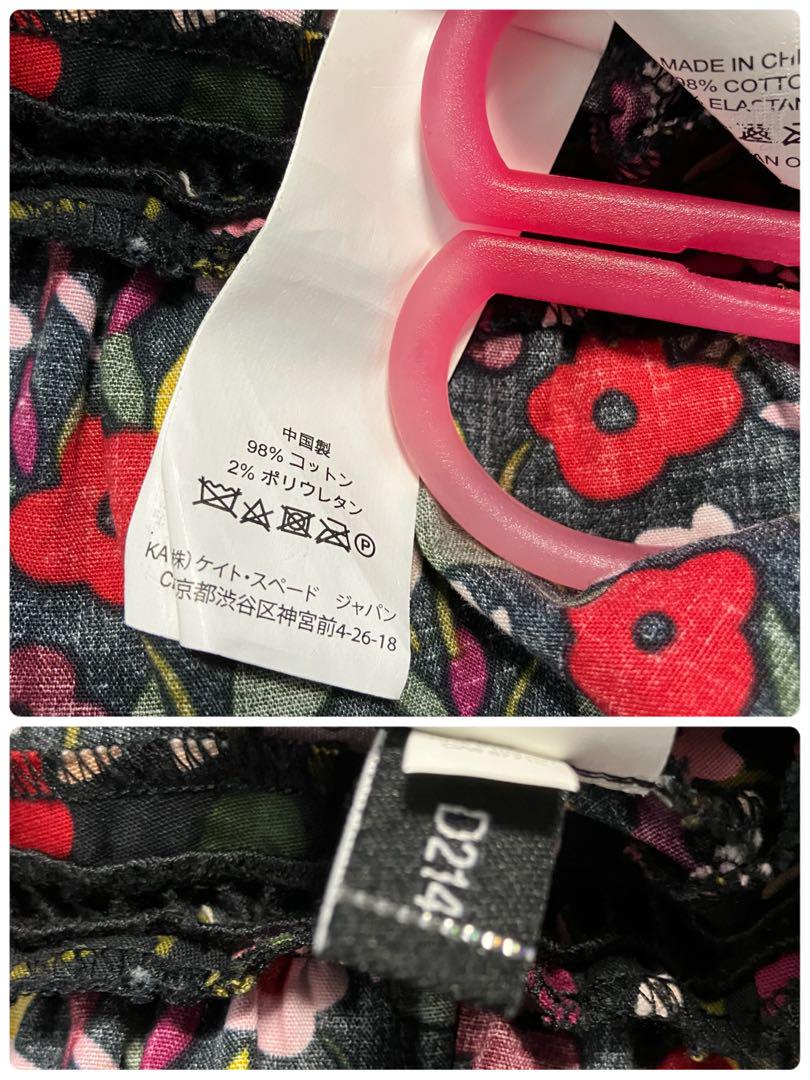 MADE IN CHI
98% COTTO
ELASTAN
AN O
中国製
98% コットン
2% ポリウレタン
P
KA(株)ケイト・スペード ジャパン
京都渋谷区神宮前4-26-18
D214